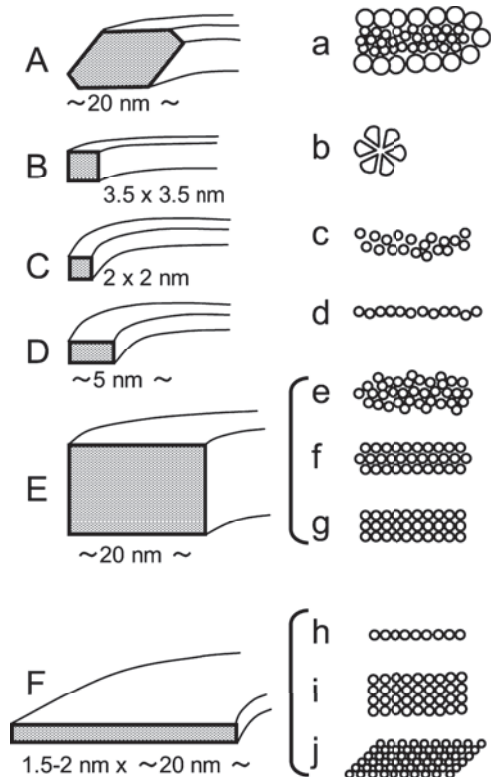 A
a
~20 nm ~
B
b
3.5 x 3.5 nm
C
c
2 x 2 nm
d
D
~5 nm ~
e
f
E
g
~20 nm ~
h
F
i
j
1.5-2 nm x ~20 nm ~